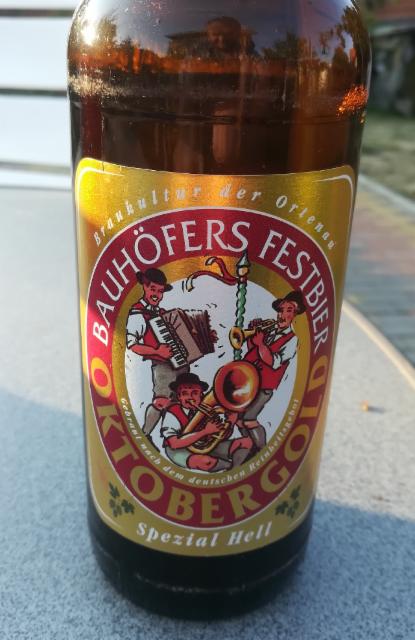 Braukultur der Ortenau
BAUHÖFERS FESTBIER
Gebraut nach dem deutschen Reinheitsgebot
OKTOBERGOLD
Spezial Hell